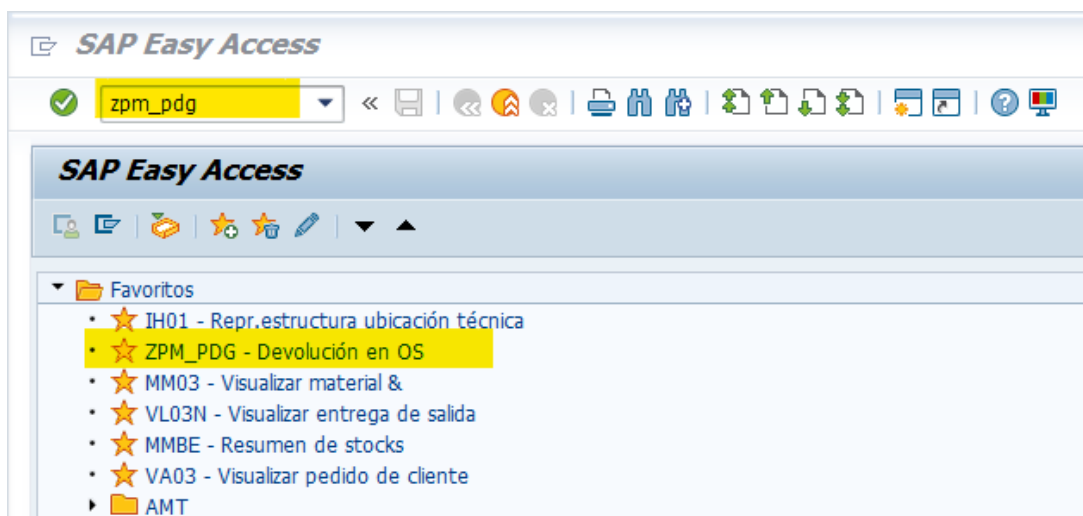 SAP Easy Access
zpm_pdg
SAP Easy Access
Favoritos
IH01 - Repr.estructura ubicación técnica
ZPM_PDG - Devolución en OS
MM03 - Visualizar material &
VL03N - Visualizar entrega de salida
MMBE - Resumen de stocks
VA03 - Visualizar pedido de cliente
AMT